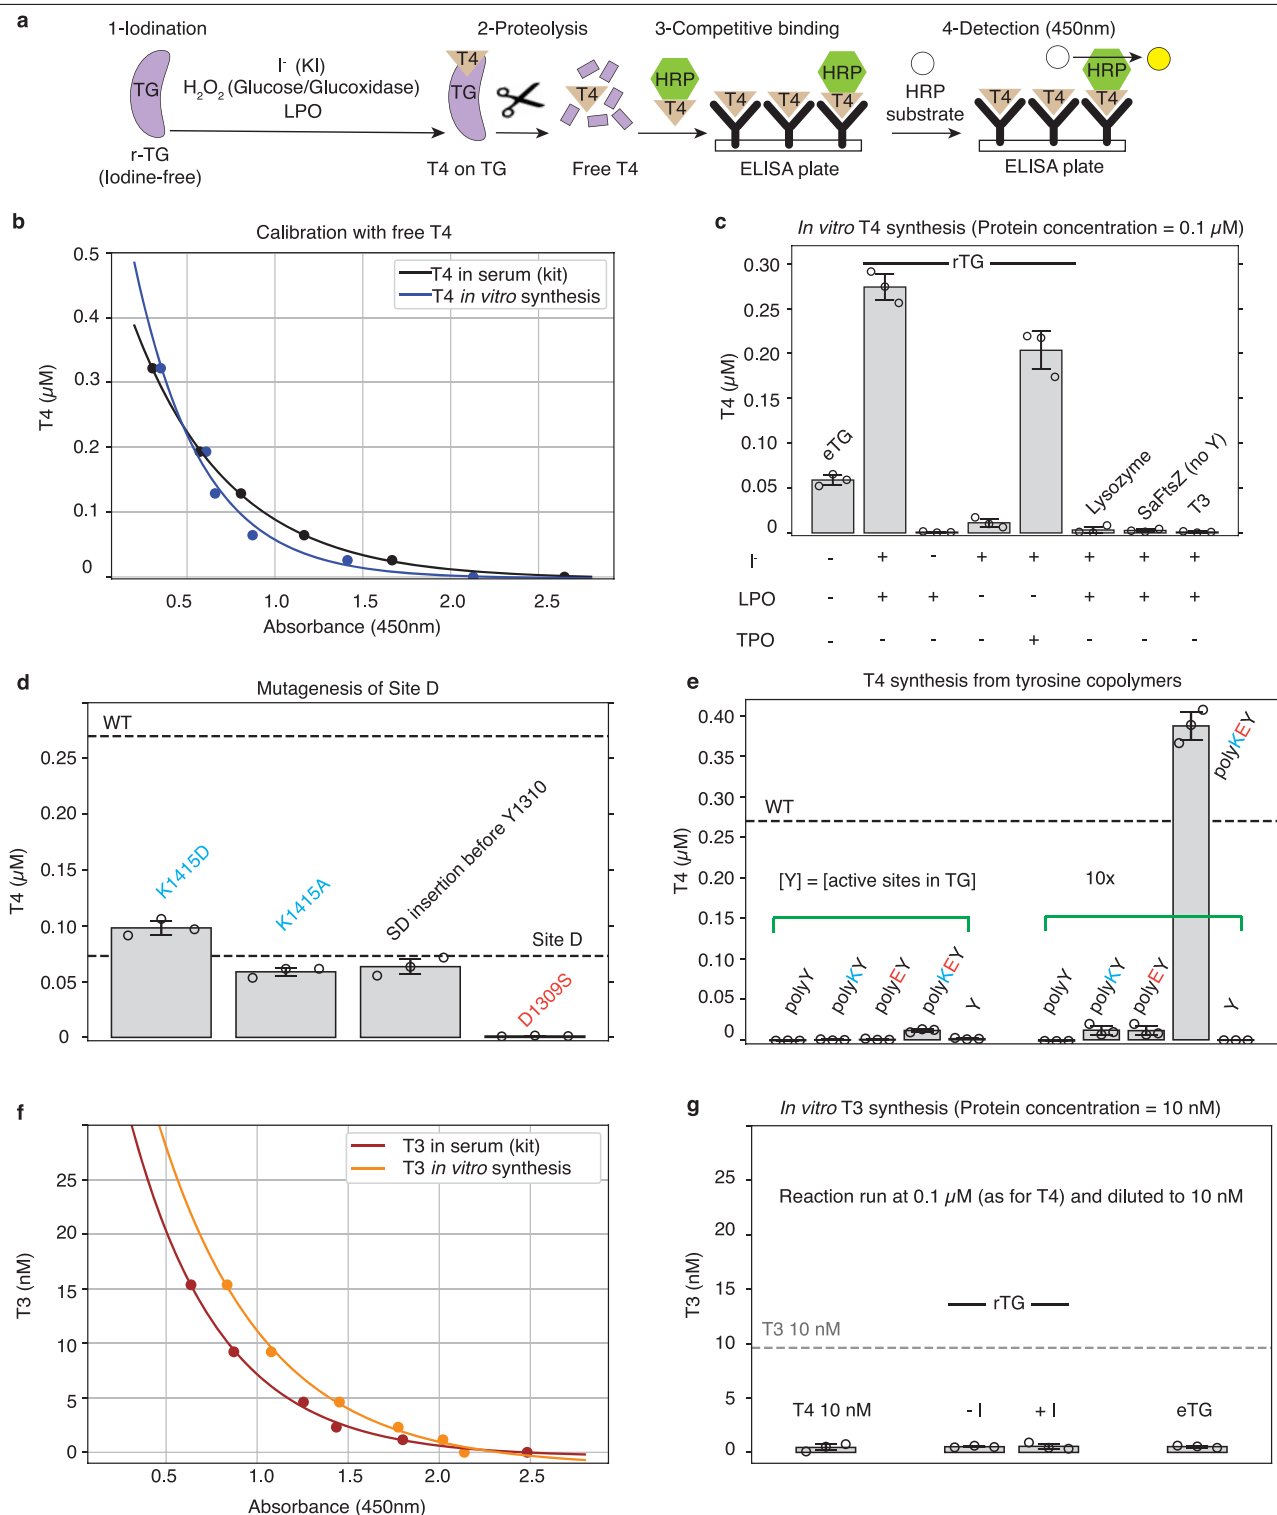 a
1-Iodination
2-Proteolysis
3-Competitive binding
4-Detection (450nm)
TG
I- (KI)
H2O2 (Glucose/Glucoxidase)
LPO
r-TG
(Iodine-free)
T4
TG
T4 on TG
T4
Free T4
HRP
T4
T4
T4
HRP
T4
ELISA plate
HRP
substrate
T4
T4
HRP
T4
ELISA plate
b
Calibration with free T4
T4 in serum (kit)
T4 in vitro synthesis
T4 (µM)
0.5
0.4
0.3
0.2
0.1
0
0.5 1.0 1.5 2.0 2.5
Absorbance (450nm)
c
In vitro T4 synthesis (Protein concentration = 0.1 µM)
T4 (µM)
0.30
0.25
0.20
0.15
0.10
0.05
0
rTG
eTG
Lysozyme
SaFtsZ (no Y)
T3
I- - + - + + + + +
LPO - + + - - + + +
TPO - - - - + - - -
d
Mutagenesis of Site D
T4 (µM)
0.25
0.20
0.15
0.10
0.05
0
WT
Site D
K1415D
K1415A
SD insertion before Y1310
D1309S
e
T4 synthesis from tyrosine copolymers
T4 (µM)
0.40
0.35
0.30
0.25
0.20
0.15
0.05
0
WT
[Y] = [active sites in TG]
10x
polyY
polyKY
polyEY
polyKEY
Y
polyY
polyKY
polyEY
polyKEY
Y
f
T3 in serum (kit)
T3 in vitro synthesis
T3 (nM)
25
20
15
10
5
0
0.5 1.0 1.5 2.0 2.5
Absorbance (450nm)
g
In vitro T3 synthesis (Protein concentration = 10 nM)
T3 (nM)
25
20
15
10
5
0
Reaction run at 0.1 µM (as for T4) and diluted to 10 nM
rTG
T3 10 nM
T4 10 nM
- I
+ I
eTG